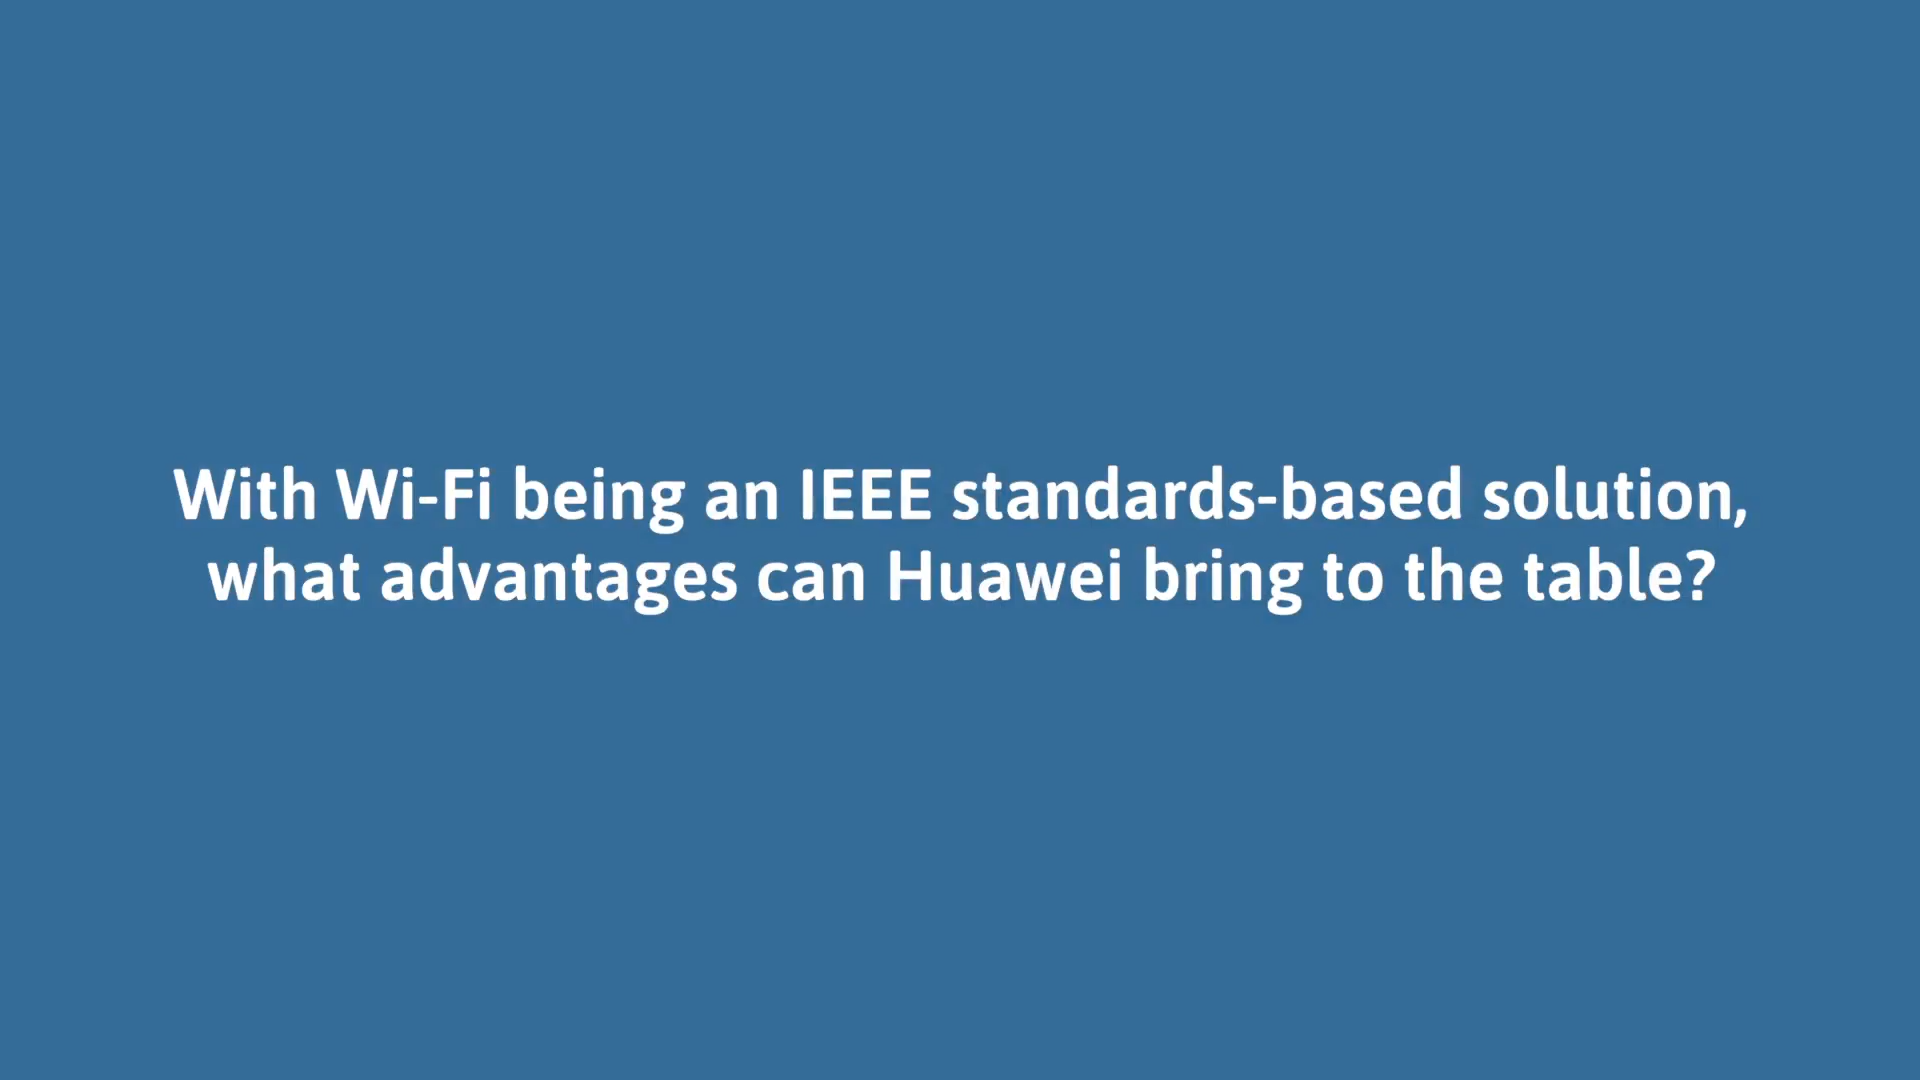 With Wi-Fi being an IEEE standards-based solution,
what advantages can Huawei bring to the table?